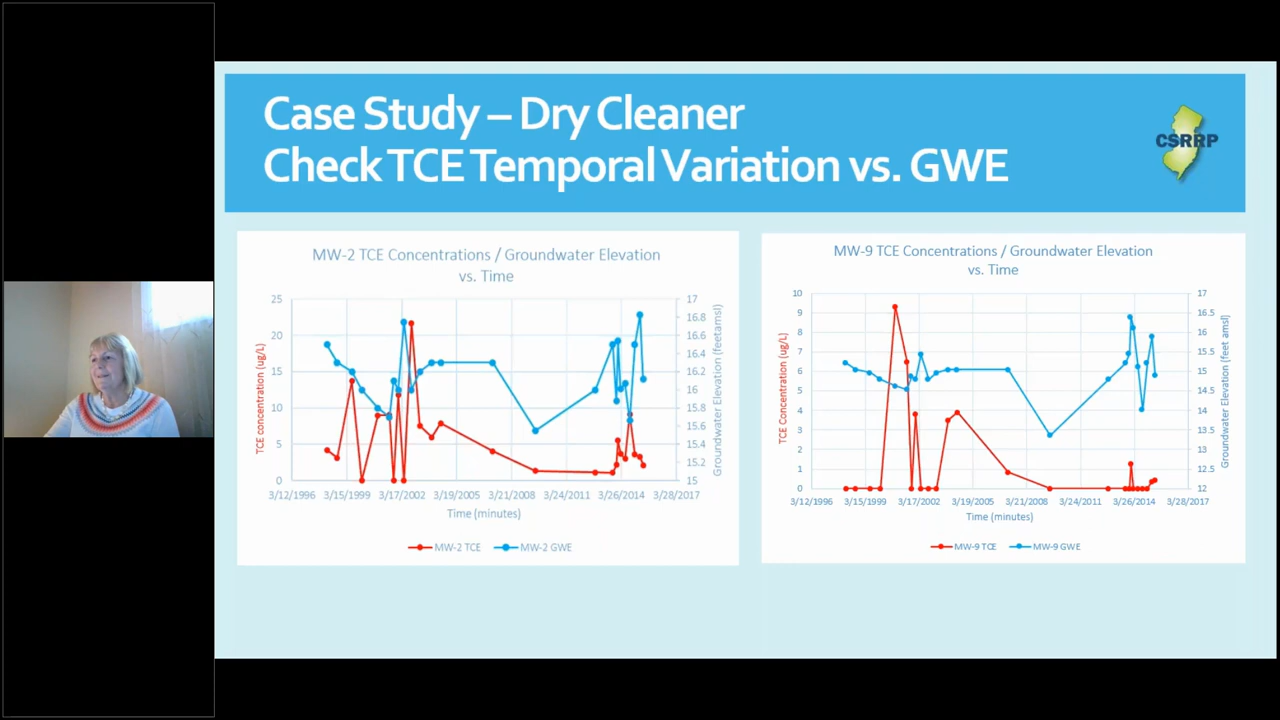 Case Study – Dry Cleaner
Check TCE Temporal Variation vs. GWE
CSRRP
MW-2 TCE Concentrations / Groundwater Elevation
vs. Time
25
20
15
10
5
0
TCE concentration (ug/L)
17
16.8
16.6
16.4
16.2
16
15.8
15.6
15.4
15.2
15
Groundwater Elevation (feetamsl)
3/12/1996 3/15/1999 3/17/2002 3/19/2005 3/21/2008 3/24/2011 3/26/2014 3/28/2017
Time (minutes)
MW-2 TCE MW-2 GWE
MW-9 TCE Concentrations / Groundwater Elevation
vs. Time
10
9
8
7
6
5
4
3
2
1
0
TCE Concentration (ug/L)
17
16.5
16
15.5
15
14.5
14
13.5
13
12.5
12
Groundwater Elevation (feet amsl)
3/12/1996 3/15/1999 3/17/2002 3/19/2005 3/21/2008 3/24/2011 3/26/2014 3/28/2017
Time (minutes)
MW-9 TCE MW-9 GWE